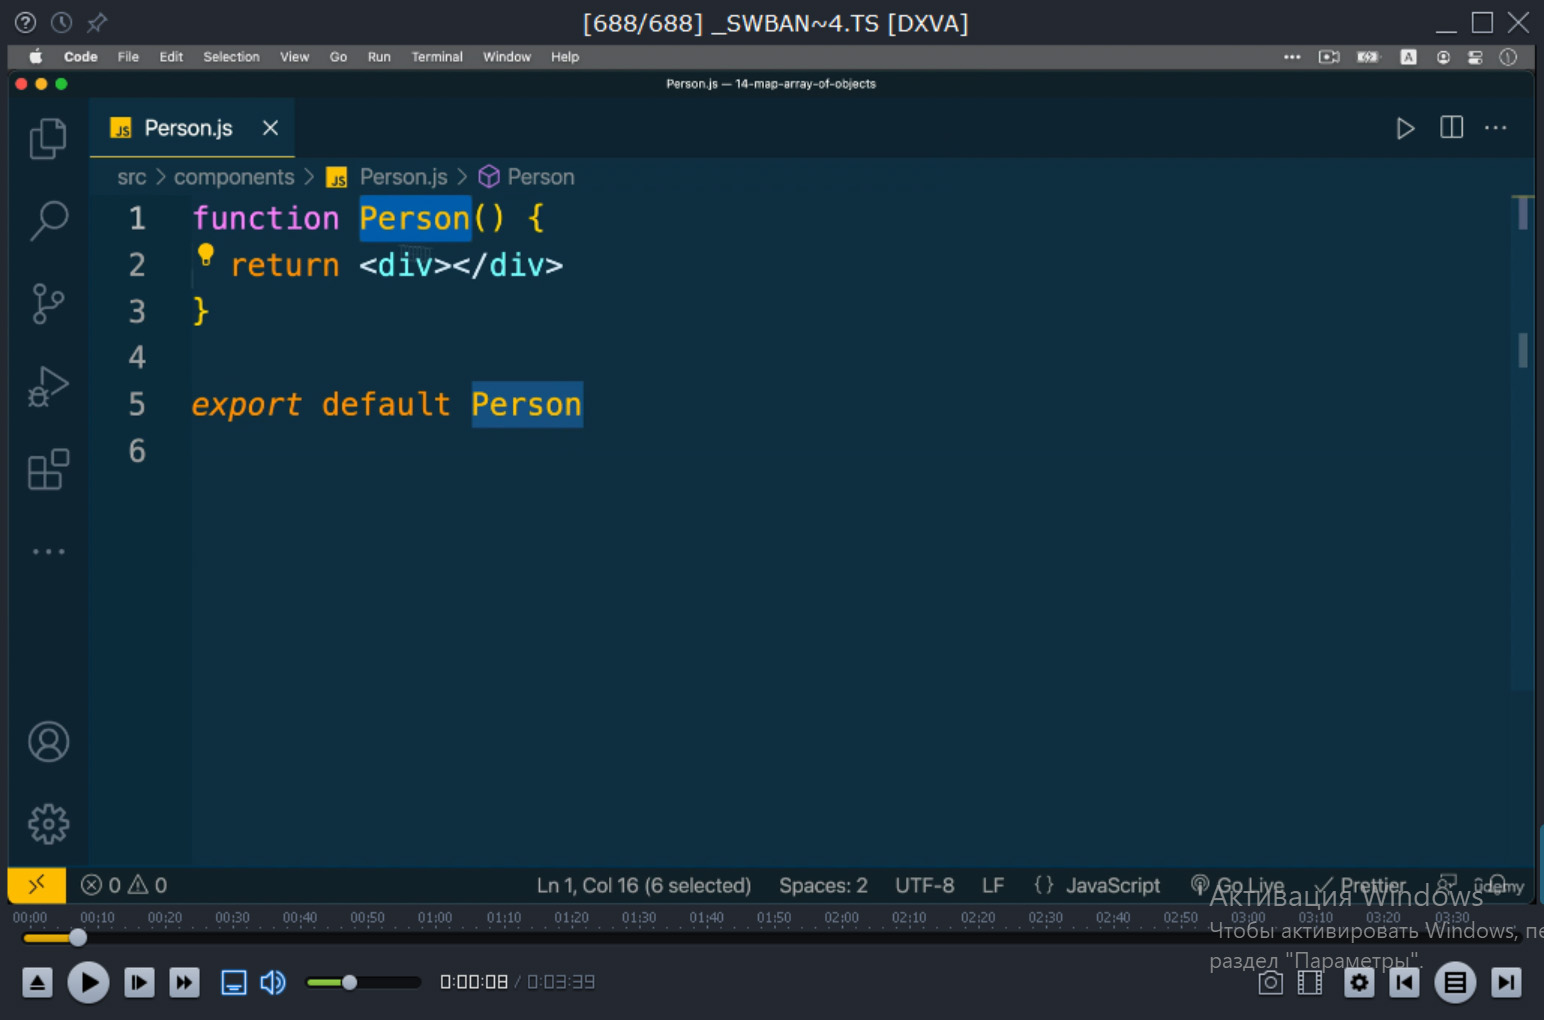 [688/688] _SWBAN~4.TS [DXVA]
Code File Edit Selection View Go Run Terminal Window Help
Person.js — 14-map-array-of-objects
JS Person.js
src > components > JS Person.js > Person
1 function Person() {
2 return <div></div>
3 }
4
5 export default Person
6
0 0 Ln 1, Col 16 (6 selected) Spaces: 2 UTF-8 LF {} JavaScript Go Live Prettier udemy
00:00 00:10 00:20 00:30 00:40 00:50 01:00 01:10 01:20 01:30 01:40 01:50 02:00 02:10 02:20 02:30 02:40 02:50 03:00 03:10 03:20 03:30
Активация Windows
Чтобы активировать Windows, пе
раздел "Параметры".
0:00:08 / 0:03:39